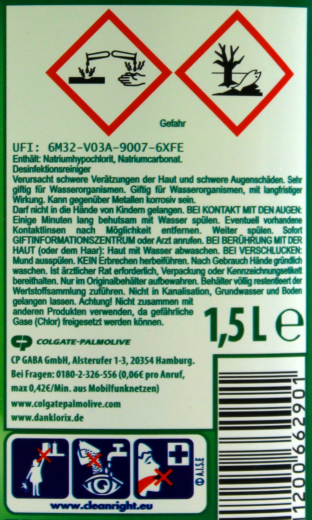 Gefahr
UFI: 6M32-V03A-9007-6XFE
Enthält: Natriumhypochlorit, Natriumcarbonat.
Desinfektionsreiniger
Verursacht schwere Verätzungen der Haut und schwere Augenschäden. Sehr
giftig für Wasserorganismen. Giftig für Wasserorganismen, mit langfristiger
Wirkung. Kann gegenüber Metallen korrosiv sein.
Darf nicht in die Hände von Kindern gelangen. BEI KONTAKT MIT DEN AUGEN:
Einige Minuten lang behutsam mit Wasser spülen. Eventuell vorhandene
Kontaktlinsen nach Möglichkeit entfernen. Weiter spülen. Sofort
GIFTINFORMATIONSZENTRUM oder Arzt anrufen. BEI BERÜHRUNG MIT DER
HAUT (oder dem Haar): Haut mit Wasser abwaschen. BEI VERSCHLUCKEN:
Mund ausspülen. KEIN Erbrechen herbeiführen. Nach Gebrauch Hände gründlich
waschen. Ist ärztlicher Rat erforderlich, Verpackung oder Kennzeichnungsetikett
bereithalten. Nur im Originalbehälter aufbewahren. Behälter völlig restentleert der
Wertstoffsammlung zuführen. Nicht in Kanalisation, Grundwasser und Boden
gelangen lassen. Achtung! Nicht zusammen mit
anderen Produkten verwenden, da gefährliche
Gase (Chlor) freigesetzt werden können.
1,5 L e
CP COLGATE-PALMOLIVE
CP GABA GmbH, Alsterufer 1-3, 20354 Hamburg.
Bei Fragen: 0180-2-326-556 (0,06€ pro Anruf,
max 0,42€/Min. aus Mobilfunknetzen)
www.colgatepalmolive.com
www.danklorix.de
© A.I.S.E
www.cleanright.eu
1200662901